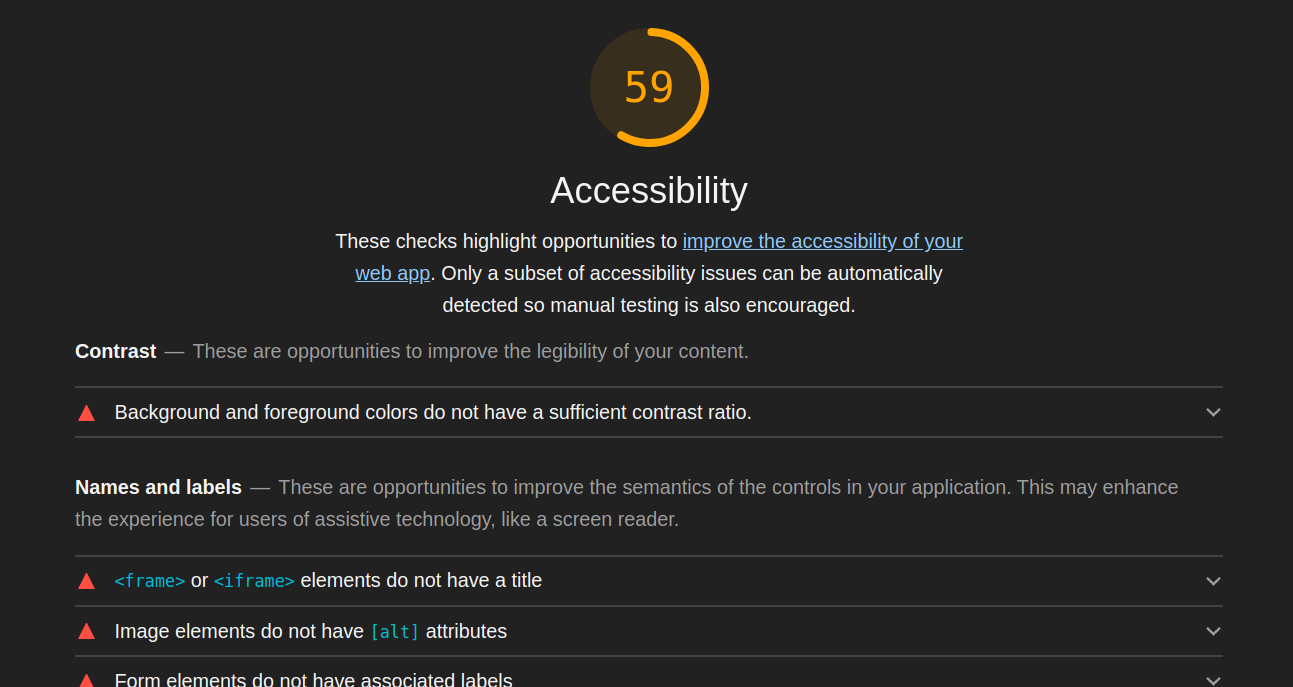 59
Accessibility
These checks highlight opportunities to improve the accessibility of your
web app. Only a subset of accessibility issues can be automatically
detected so manual testing is also encouraged.
Contrast — These are opportunities to improve the legibility of your content.
Background and foreground colors do not have a sufficient contrast ratio.
Names and labels — These are opportunities to improve the semantics of the controls in your application. This may enhance
the experience for users of assistive technology, like a screen reader.
<frame> or <iframe> elements do not have a title
Image elements do not have [alt] attributes
Form elements do not have associated labels